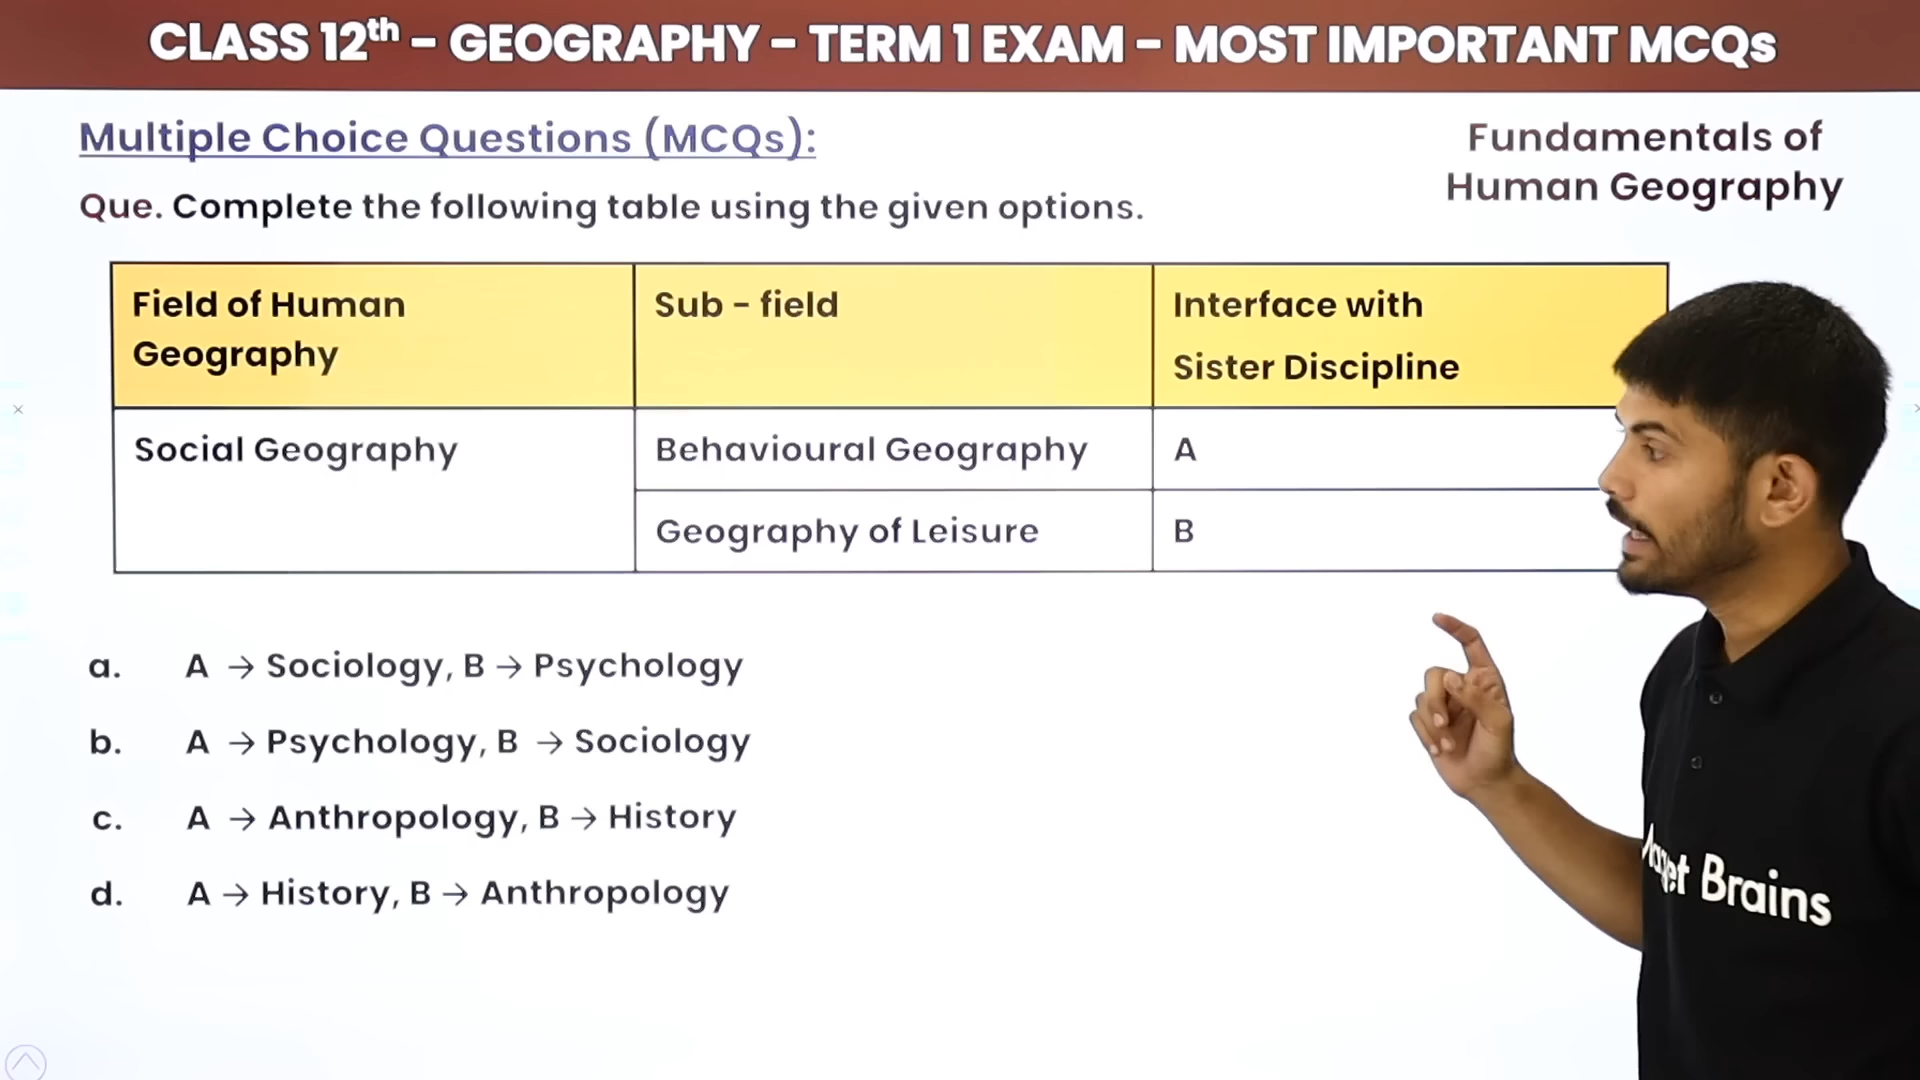 CLASS 12th – GEOGRAPHY – TERM 1 EXAM – MOST IMPORTANT MCQs
Multiple Choice Questions (MCQs):
Fundamentals of
Human Geography
Que. Complete the following table using the given options.
Field of Human
Geography
Sub – field
Interface with
Sister Discipline
Social Geography
Behavioural Geography
A
Geography of Leisure
B
a. A → Sociology, B → Psychology
b. A → Psychology, B → Sociology
c. A → Anthropology, B → History
d. A → History, B → Anthropology
Brains